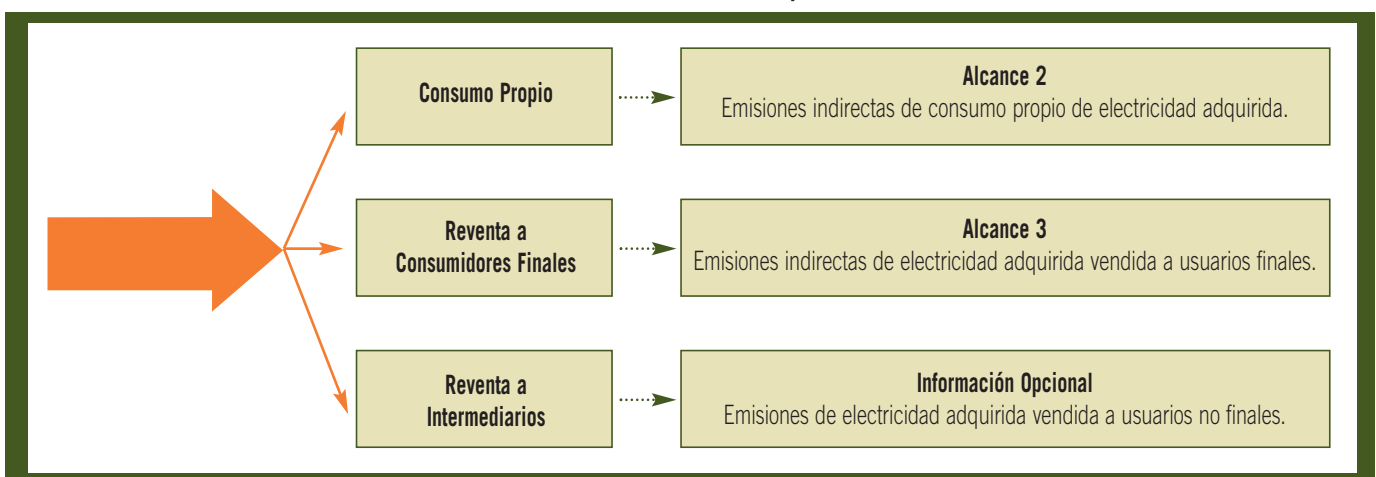 Consumo Propio
Alcance 2
Emisiones indirectas de consumo propio de electricidad adquirida.
Reventa a
Consumidores Finales
Alcance 3
Emisiones indirectas de electricidad adquirida vendida a usuarios finales.
Reventa a
Intermediarios
Información Opcional
Emisiones de electricidad adquirida vendida a usuarios no finales.